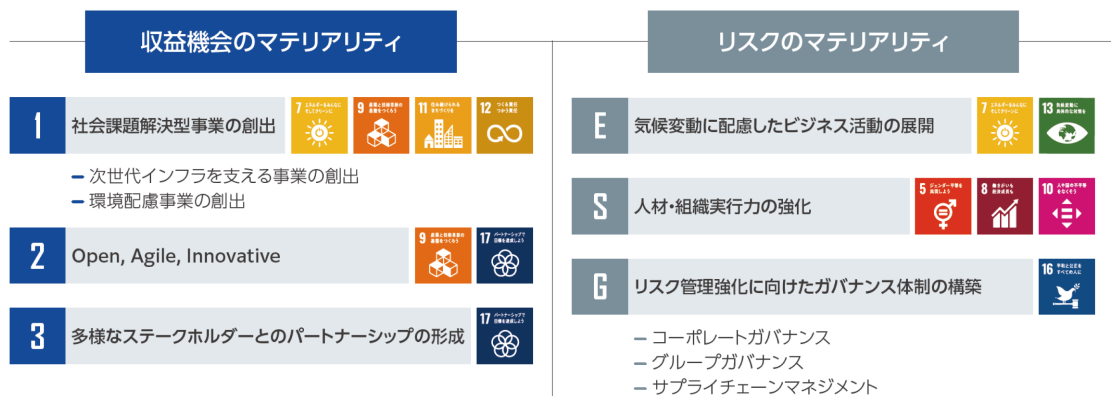 収益機会のマテリアリティ
1
社会課題解決型事業の創出
7 エネルギーをみんなに
そしてクリーンに
9 産業と技術革新の
基盤をつくろう
11 住み続けられる
まちづくりを
12 つくる責任
つかう責任
– 次世代インフラを支える事業の創出
– 環境配慮事業の創出
2
Open, Agile, Innovative
9 産業と技術革新の
基盤をつくろう
17 パートナーシップで
目標を達成しよう
3
多様なステークホルダーとのパートナーシップの形成
17 パートナーシップで
目標を達成しよう
リスクのマテリアリティ
E
気候変動に配慮したビジネス活動の展開
7 エネルギーをみんなに
そしてクリーンに
13 気候変動に
具体的な対策を
S
人材・組織実行力の強化
5 ジェンダー平等を
実現しよう
8 働きがいも
経済成長も
10 人や国の不平等
をなくそう
G
リスク管理強化に向けたガバナンス体制の構築
16 平和と公正を
すべての人に
– コーポレートガバナンス
– グループガバナンス
– サプライチェーンマネジメント